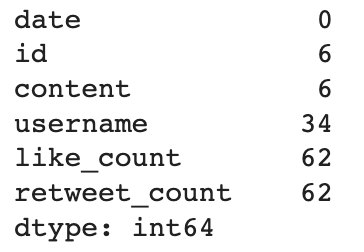 date 0
id 6
content 6
username 34
like_count 62
retweet_count 62
dtype: int64